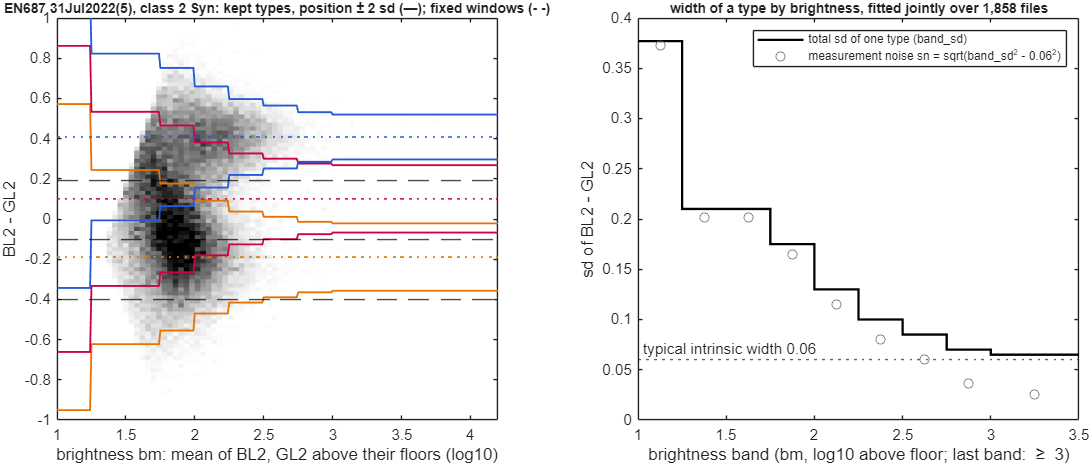 EN687 31Jul2022(5), class 2 Syn: kept types, position ± 2 sd (—); fixed windows (- -)
BL2 - GL2
0.8
0.6
0.4
0.2
0
-0.2
-0.4
-0.6
-0.8
-1
1 1.5 2 2.5 3 3.5 4
brightness bm: mean of BL2, GL2 above their floors (log10)
width of a type by brightness, fitted jointly over 1,858 files
total sd of one type (band_sd)
measurement noise sn = sqrt(band_sd² - 0.06²)
sd of BL2 - GL2
0.4
0.35
0.3
0.25
0.2
0.15
0.1
0.05
0
typical intrinsic width 0.06
1 1.5 2 2.5 3 3.5
brightness band (bm, log10 above floor; last band: ≥ 3)